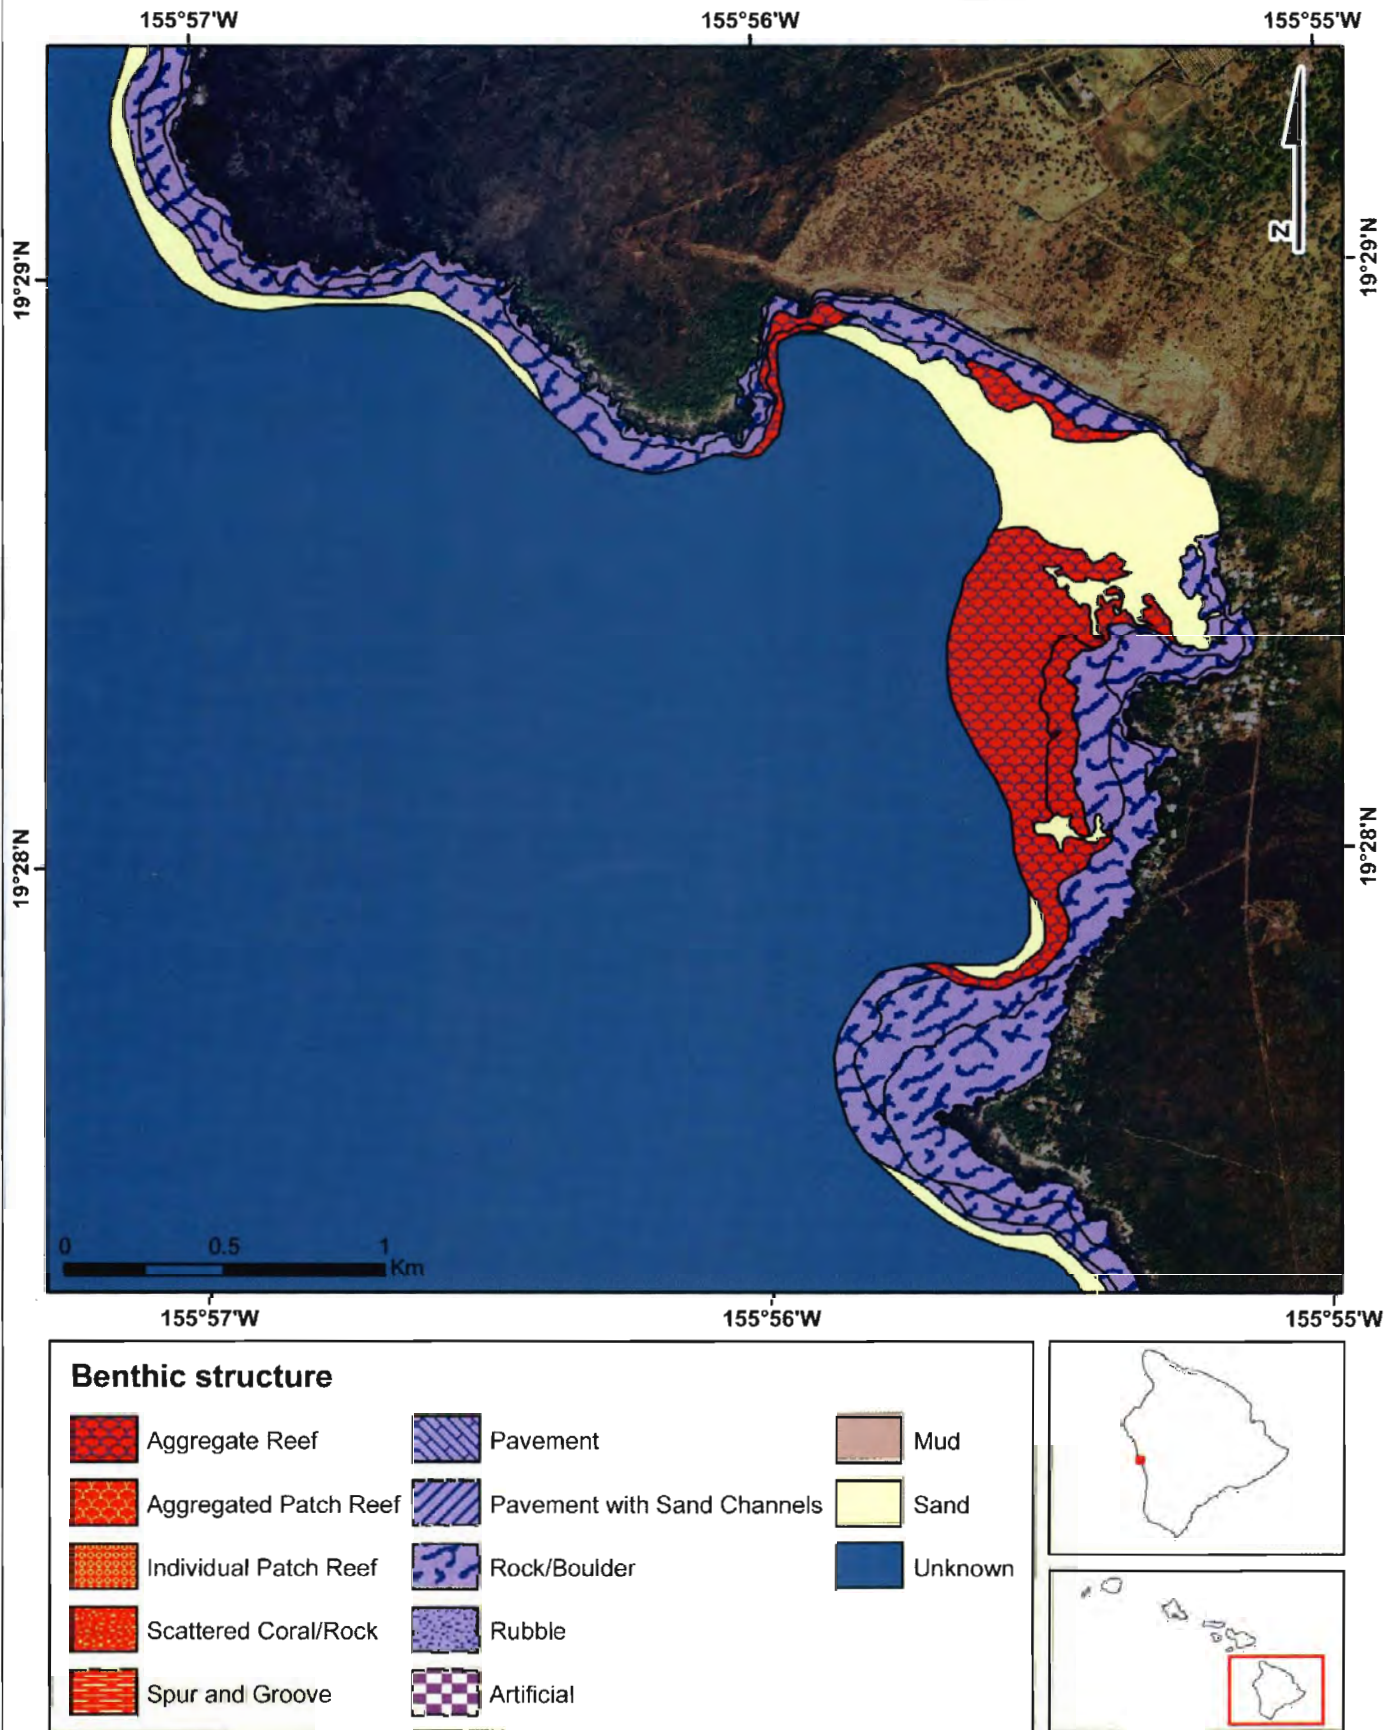 155°57'W 155°56'W 155°55'W
N
19°29'N 19°29'N
19°28'N 19°28'N
0 0.5 1
Km
155°57'W 155°56'W 155°55'W
Benthic structure
Aggregate Reef Pavement Mud
Aggregated Patch Reef Pavement with Sand Channels Sand
Individual Patch Reef Rock/Boulder Unknown
Scattered Coral/Rock Rubble
Spur and Groove Artificial